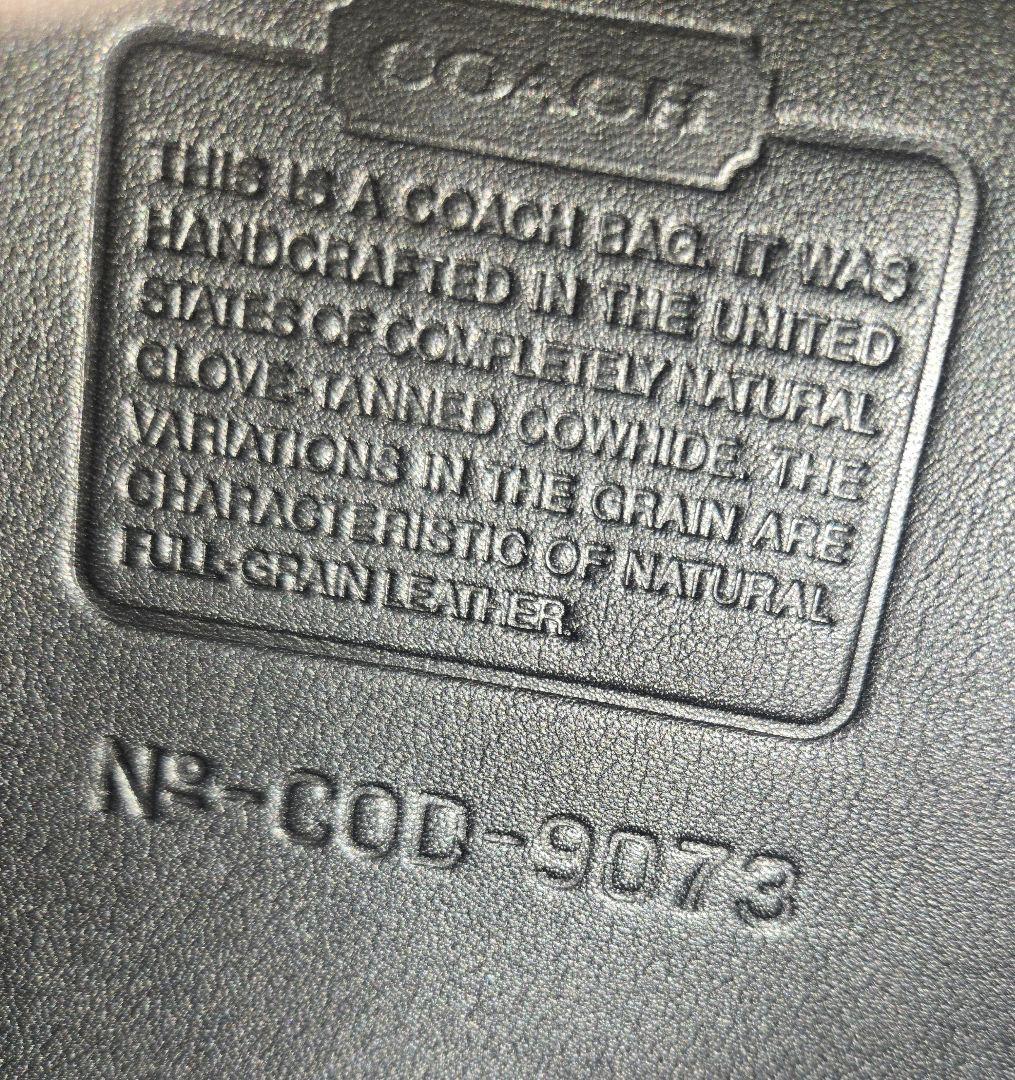 COACH
THIS IS A COACH BAG. IT WAS
HANDCRAFTED IN THE UNITED
STATES OF COMPLETELY NATURAL
GLOVE-TANNED COWHIDE. THE
VARIATIONS IN THE GRAIN ARE
CHARACTERISTIC OF NATURAL
FULL-GRAIN LEATHER.
Nº-COD-9073